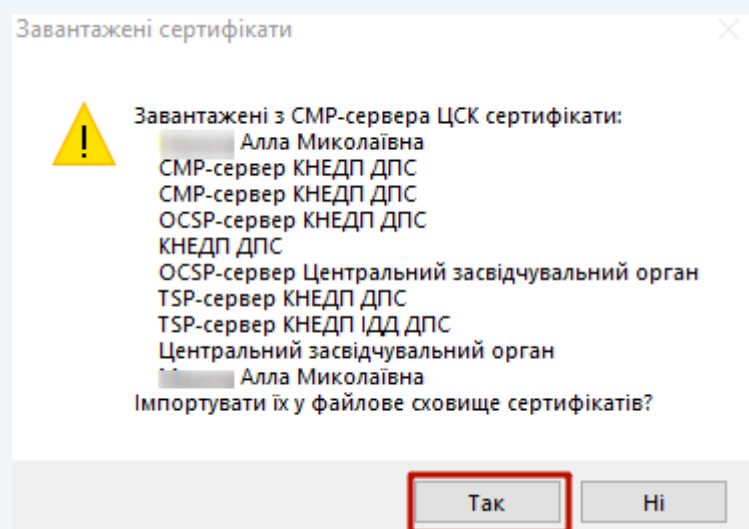 Завантажені сертифікати
Завантажені з CMP-сервера ЦСК сертифікати:
Алла Миколаївна
CMP-сервер КНЕДП ДПС
CMP-сервер КНЕДП ДПС
OCSP-сервер КНЕДП ДПС
КНЕДП ДПС
OCSP-сервер Центральний засвідчувальний орган
TSP-сервер КНЕДП ДПС
TSP-сервер КНЕДП ІДД ДПС
Центральний засвідчувальний орган
Алла Миколаївна
Імпортувати їх у файлове сховище сертифікатів?
Так
Ні